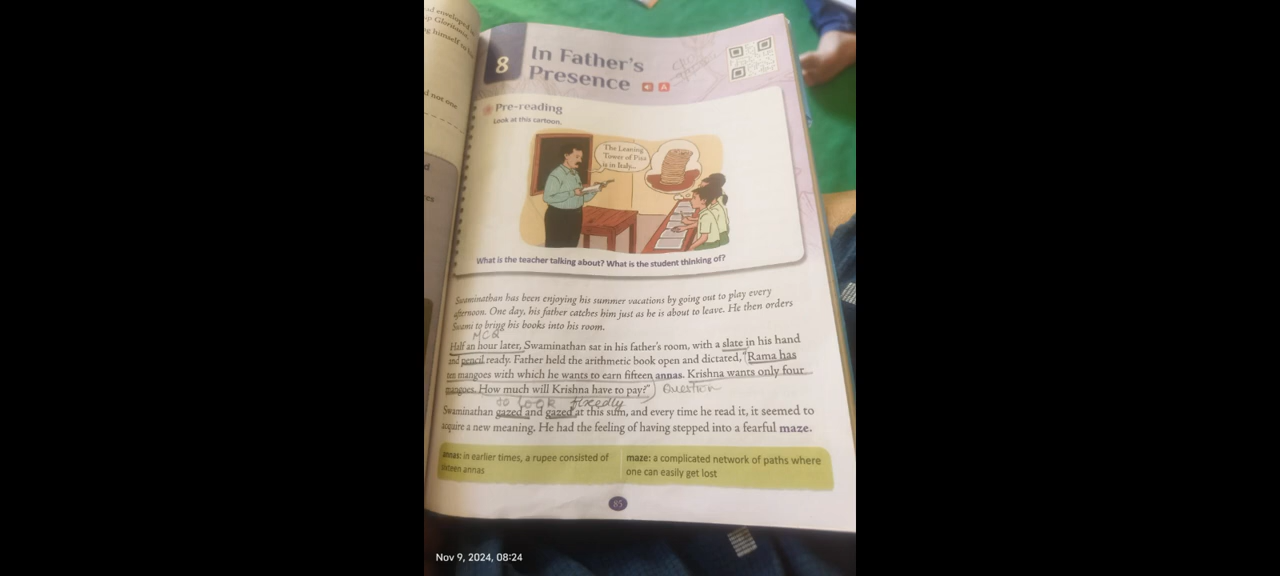 ad enveloped
himself
d not one
8
In Father's
Presence
A
Pre-reading
Look at this cartoon.
The Leaning
Tower of Pisa
is in Italy...
What is the teacher talking about? What is the student thinking of?
Swaminathan has been enjoying his summer vacations by going out to play every
afternoon. One day, his father catches him just as he is about to leave. He then orders
Swami to bring his books into his room.
MCQ
Half an hour later, Swaminathan sat in his father's room, with a slate in his hand
and pencil ready. Father held the arithmetic book open and dictated, "Rama has
ten mangoes with which he wants to earn fifteen annas. Krishna wants only four
mangoes. How much will Krishna have to pay?" Question
to look fixedly
Swaminathan gazed and gazed at this sum, and every time he read it, it seemed to
acquire a new meaning. He had the feeling of having stepped into a fearful maze.
annas: in earlier times, a rupee consisted of
sixteen annas
maze: a complicated network of paths where
one can easily get lost
85
Nov 9, 2024, 08:24